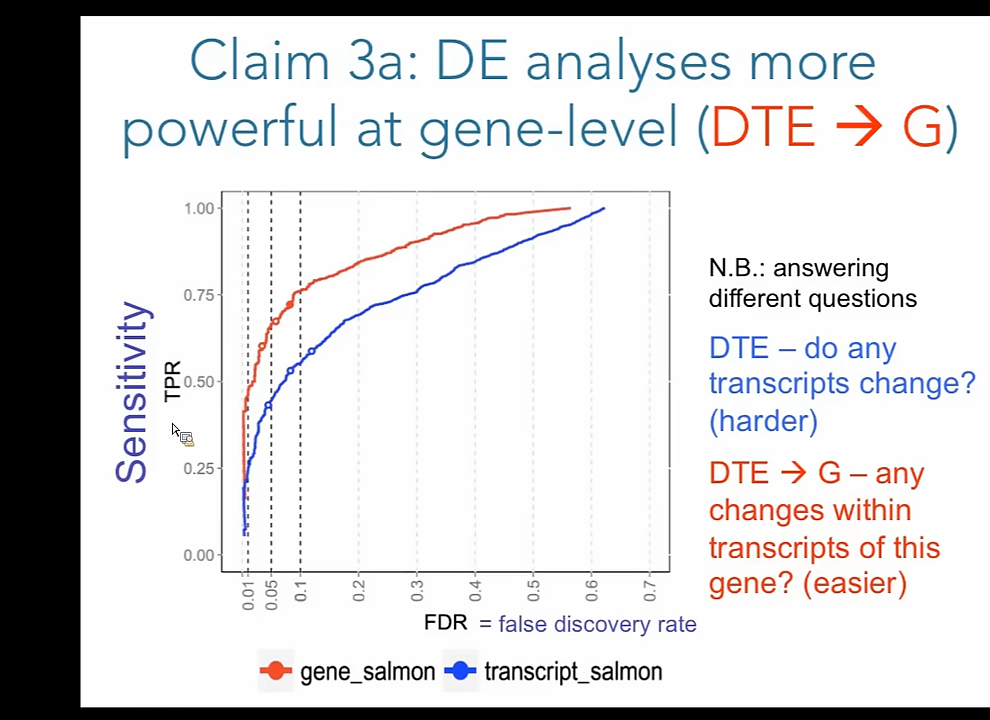 Claim 3a: DE analyses more
powerful at gene-level (DTE → G)
Sensitivity
TPR
1.00
0.75
0.50
0.25
0.00
0.01
0.05
0.1
0.2
0.3
0.4
0.5
0.6
0.7
FDR = false discovery rate
gene_salmon transcript_salmon
N.B.: answering
different questions
DTE – do any
transcripts change?
(harder)
DTE → G – any
changes within
transcripts of this
gene? (easier)